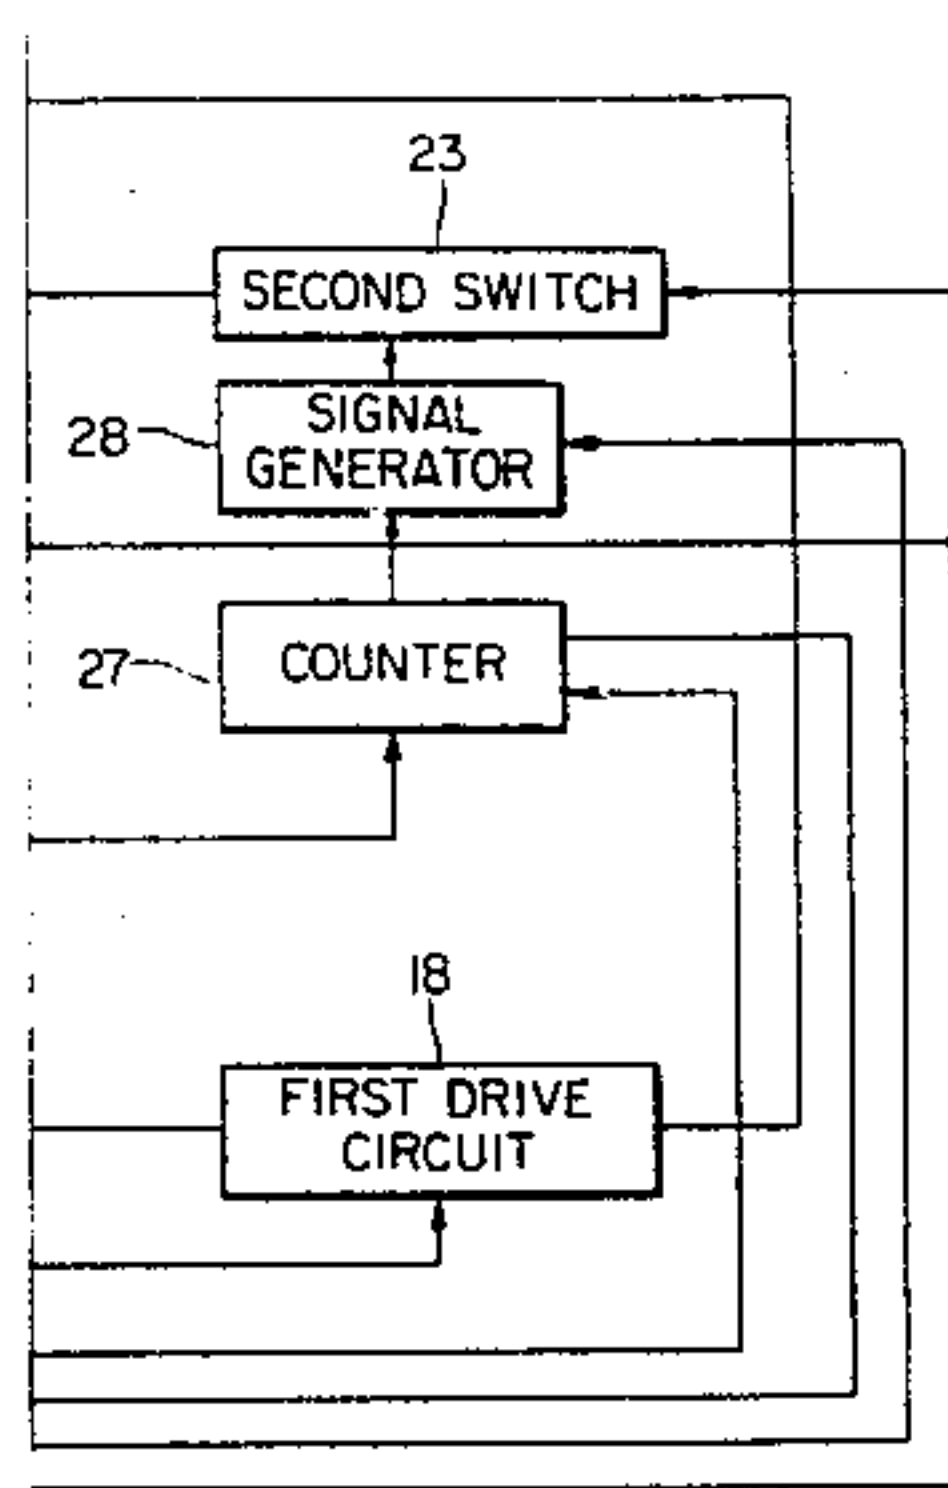 23
SECOND SWITCH
28
SIGNAL
GENERATOR
27
COUNTER
18
FIRST DRIVE
CIRCUIT